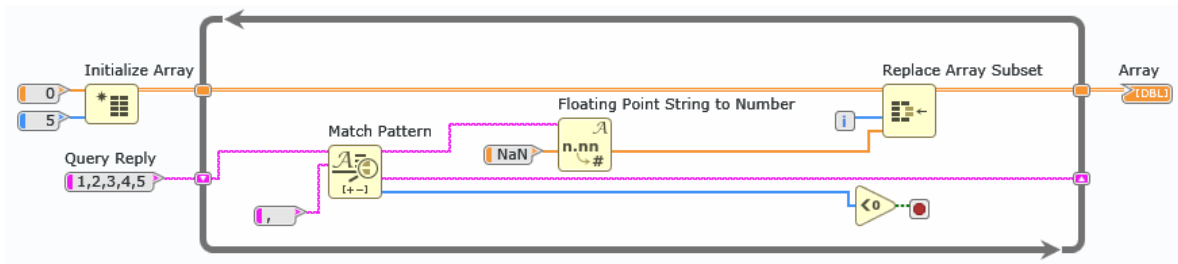 Initialize Array
0
5
Query Reply
1,2,3,4,5
Match Pattern
A
[+−]
,
Floating Point String to Number
A
n.nn
#
NaN
Replace Array Subset
i
<0
Array
[DBL]